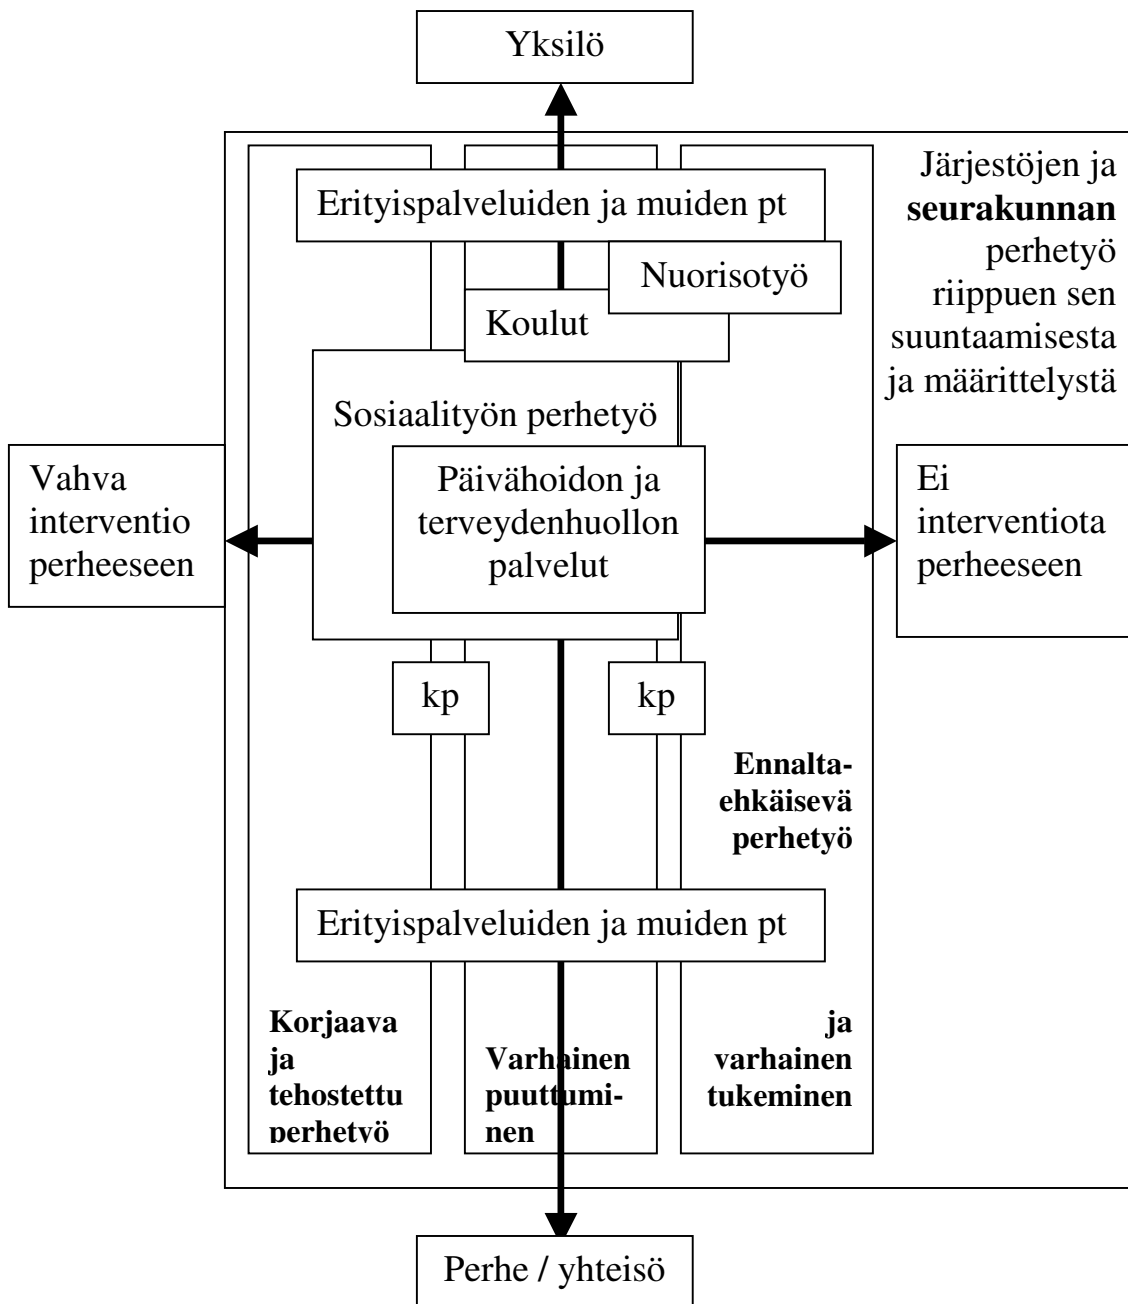 Yksilö
Järjestöjen ja
seurakunnan
perhetyö
riippuen sen
suuntaamisesta
ja määrittelystä
Erityispalveluiden ja muiden pt
Nuorisotyö
Koulut
Sosiaalityön perhetyö
Päivähoidon ja
terveydenhuollon
palvelut
Vahva
interventio
perheeseen
Ei
interventiota
perheeseen
kp
kp
Ennalta-
ehkäisevä
perhetyö
Erityispalveluiden ja muiden pt
Korjaava
ja
tehostettu
perhetyö
Varhainen
puuttumi-
nen
ja
varhainen
tukeminen
Perhe / yhteisö